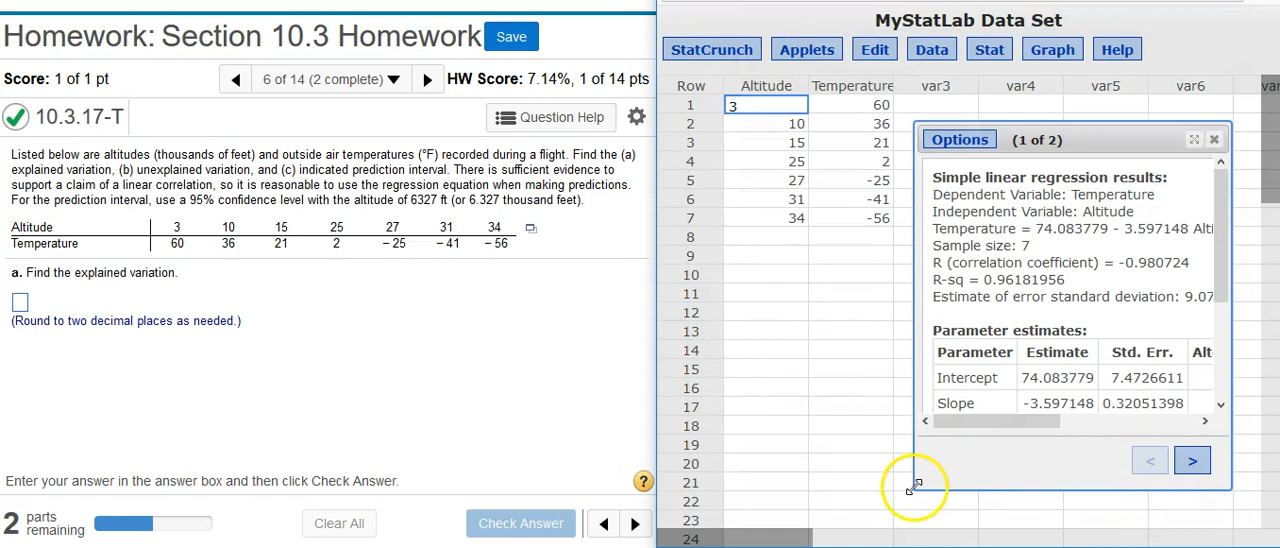 Homework: Section 10.3 Homework Save
Score: 1 of 1 pt 6 of 14 (2 complete) HW Score: 7.14%, 1 of 14 pts
10.3.17-T Question Help
Listed below are altitudes (thousands of feet) and outside air temperatures (°F) recorded during a flight. Find the (a)
explained variation, (b) unexplained variation, and (c) indicated prediction interval. There is sufficient evidence to
support a claim of a linear correlation, so it is reasonable to use the regression equation when making predictions.
For the prediction interval, use a 95% confidence level with the altitude of 6327 ft (or 6.327 thousand feet).
Altitude 3 10 15 25 27 31 34
Temperature 60 36 21 2 −25 −41 −56
a. Find the explained variation.
(Round to two decimal places as needed.)
Enter your answer in the answer box and then click Check Answer.
?
2 parts
remaining
Clear All Check Answer
MyStatLab Data Set
StatCrunch Applets Edit Data Stat Graph Help
Row Altitude Temperature var3 var4 var5 var6 var
1 3 60
2 10 36
3 15 21
4 25 2
5 27 -25
6 31 -41
7 34 -56
8
9
10
11
12
13
14
15
16
17
18
19
20
21
22
23
24
Options (1 of 2)
Simple linear regression results:
Dependent Variable: Temperature
Independent Variable: Altitude
Temperature = 74.083779 - 3.597148 Alti
Sample size: 7
R (correlation coefficient) = -0.980724
R-sq = 0.96181956
Estimate of error standard deviation: 9.07
Parameter estimates:
Parameter Estimate Std. Err. Alt
Intercept 74.083779 7.4726611
Slope -3.597148 0.32051398
< >